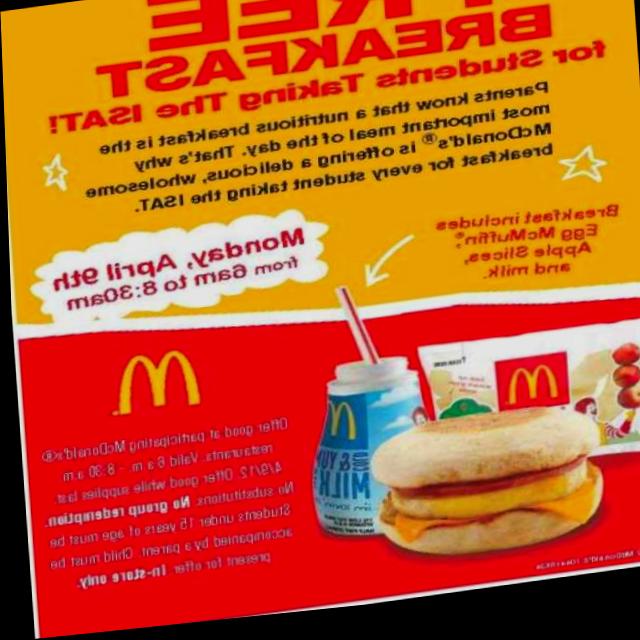 FREE
BREAKFAST
for Students Taking The ISAT!
Parents know that a nutritious breakfast is the
most important meal of the day. That's why
McDonald's® is offering a delicious, wholesome
breakfast for every student taking the ISAT.
Monday, April 9th
from 6am to 8:30am
Breakfast includes
Egg McMuffin®,
Apple Slices,
and milk.
Offer good at participating McDonald's®
restaurants. Valid 6 a.m. - 8:30 a.m.
4/9/12. Offer good while supplies last.
No substitutions. No group redemption.
Students under 15 years of age must be
accompanied by a parent. Child must be
present for offer. In-store only.
MILK